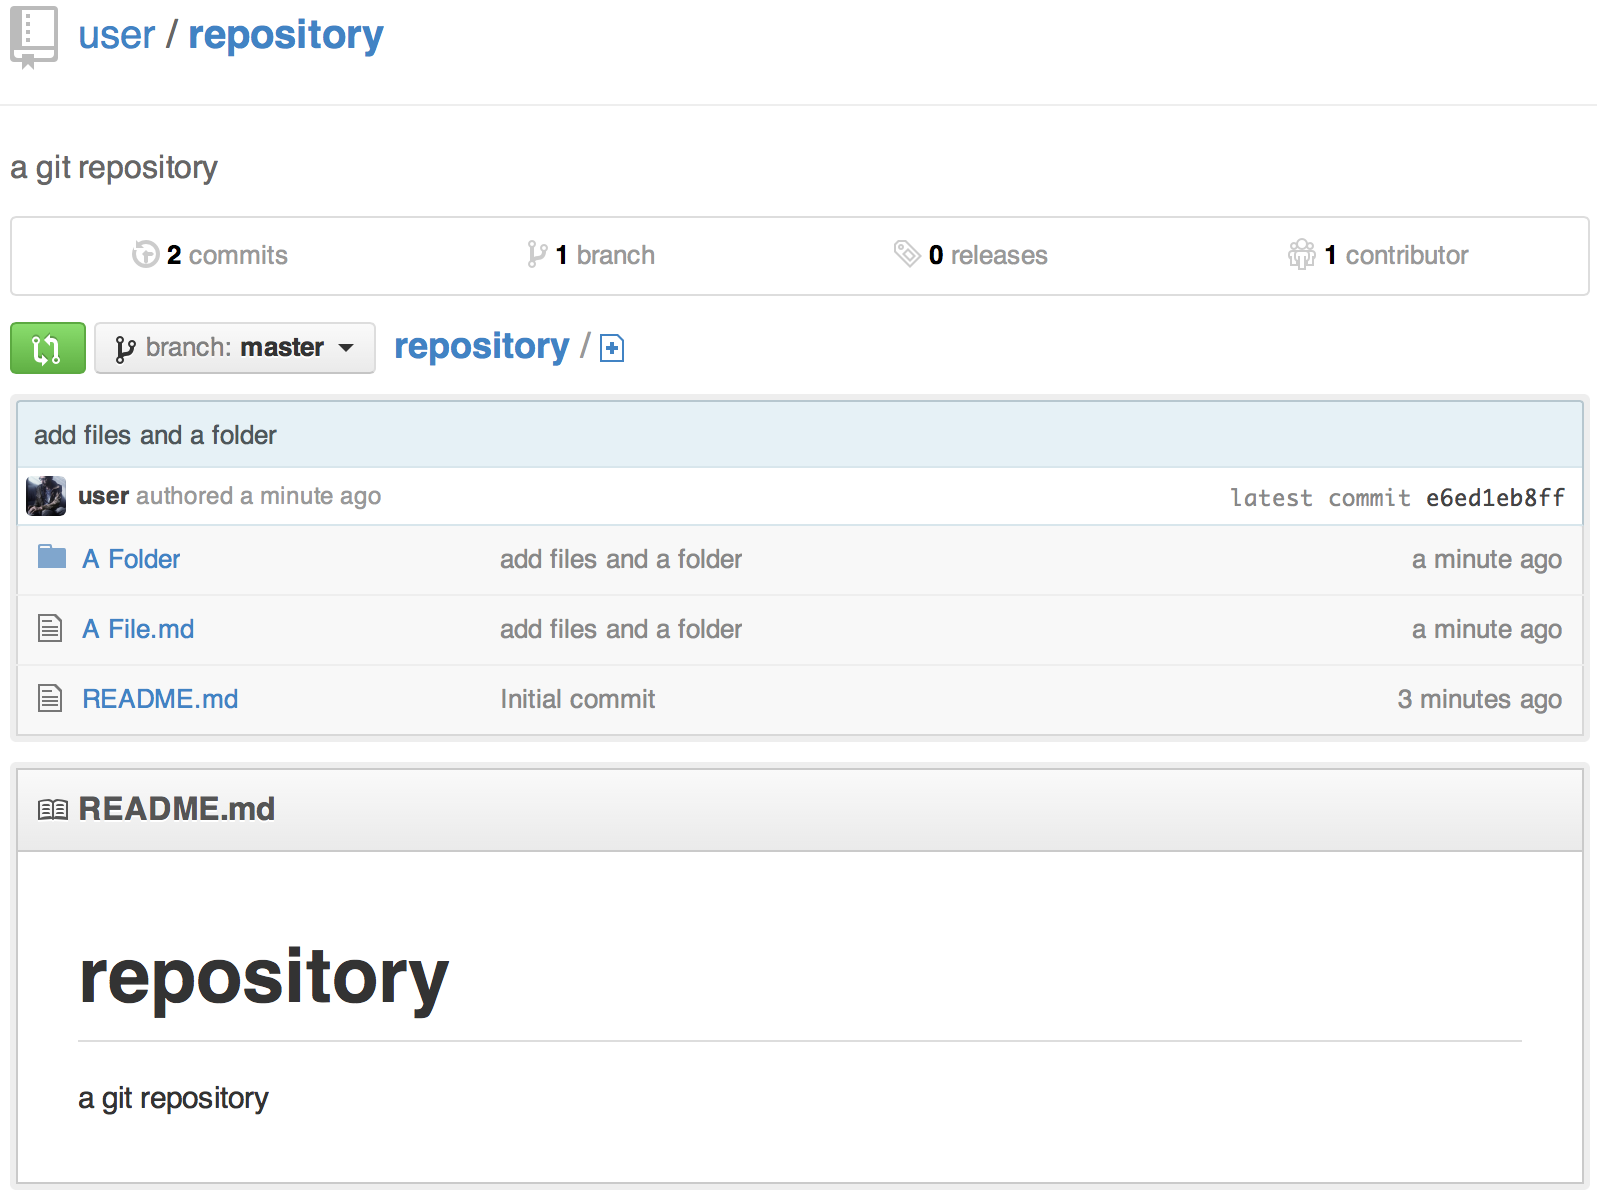 user / repository
a git repository
2 commits 1 branch 0 releases 1 contributor
branch: master repository /
add files and a folder
user authored a minute ago latest commit e6ed1eb8ff
A Folder add files and a folder a minute ago
A File.md add files and a folder a minute ago
README.md Initial commit 3 minutes ago
README.md
repository
a git repository